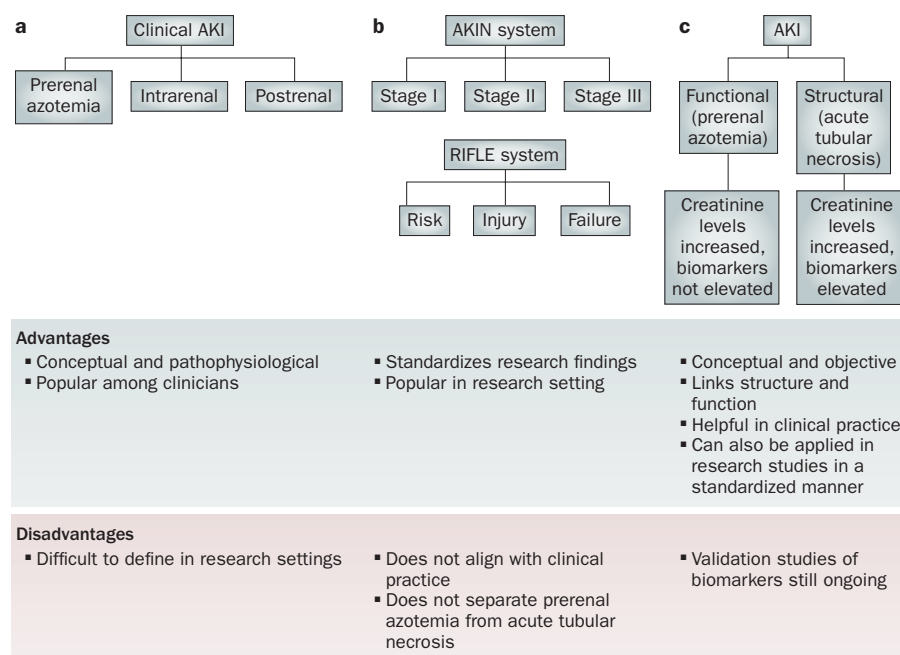 a
Clinical AKI
Prerenal
azotemia
Intrarenal
Postrenal
b
AKIN system
Stage I
Stage II
Stage III
RIFLE system
Risk
Injury
Failure
c
AKI
Functional
(prerenal
azotemia)
Structural
(acute
tubular
necrosis)
Creatinine
levels
increased,
biomarkers
not elevated
Creatinine
levels
increased,
biomarkers
elevated
Advantages
▪ Conceptual and pathophysiological
▪ Popular among clinicians
▪ Standardizes research findings
▪ Popular in research setting
▪ Conceptual and objective
▪ Links structure and
function
▪ Helpful in clinical practice
▪ Can also be applied in
research studies in a
standardized manner
Disadvantages
▪ Difficult to define in research settings
▪ Does not align with clinical
practice
▪ Does not separate prerenal
azotemia from acute tubular
necrosis
▪ Validation studies of
biomarkers still ongoing